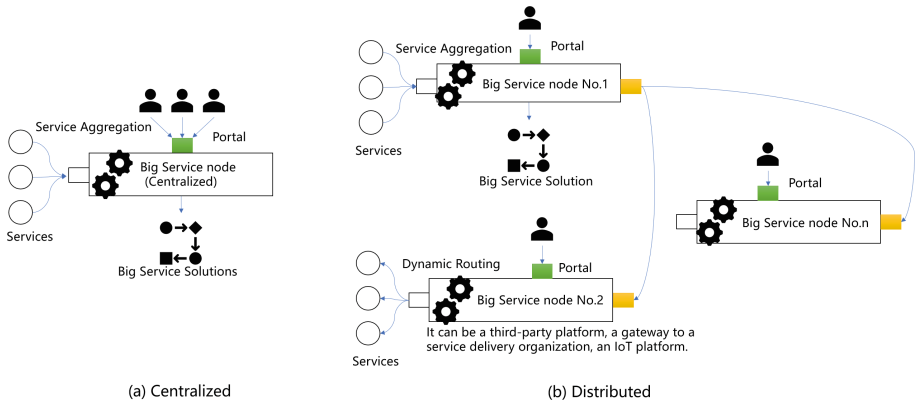 Service Aggregation
Portal
Big Service node
(Centralized)
Services
Big Service Solutions
(a) Centralized
Service Aggregation
Portal
Big Service node No.1
Services
Big Service Solution
Portal
Big Service node No.n
Dynamic Routing
Portal
Big Service node No.2
It can be a third-party platform, a gateway to a
service delivery organization, an IoT platform.
Services
(b) Distributed